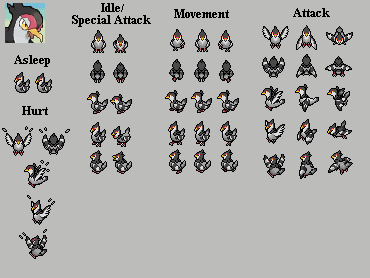 Idle/
Special Attack
Movement
Attack
Asleep
Hurt